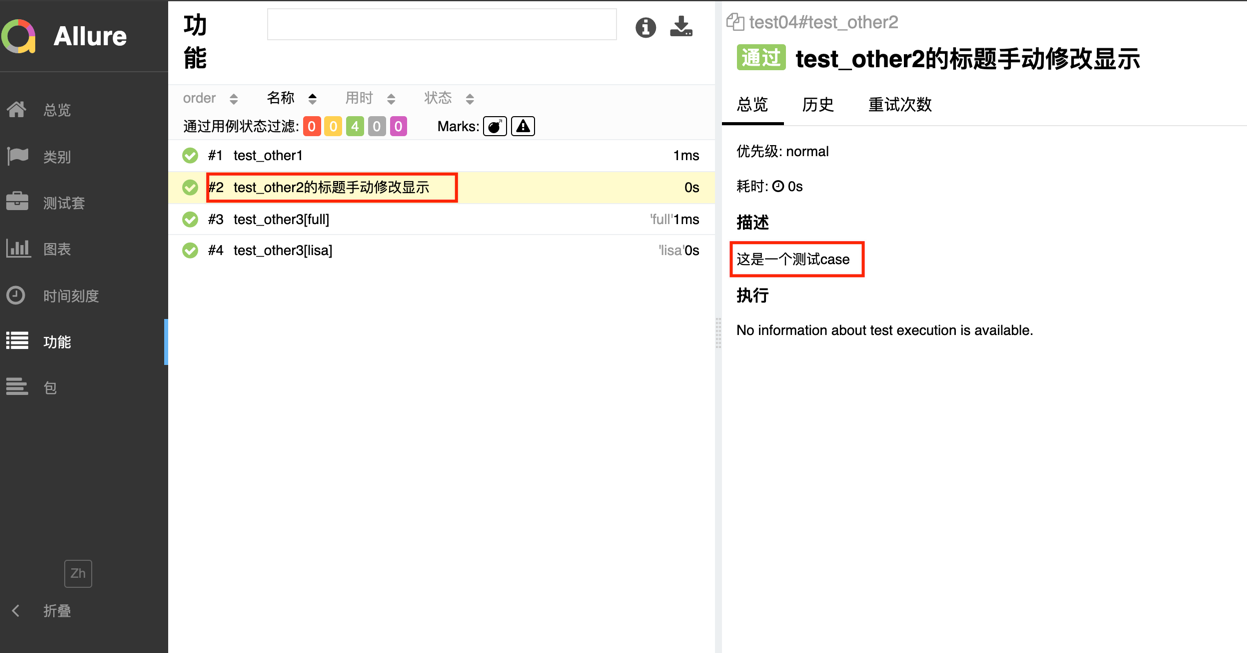 Allure
总览
类别
测试套
图表
时间刻度
功能
包
Zh
折叠
功
能
order 名称 用时 状态
通过用例状态过滤: 0 0 4 0 0 Marks:
#1 test_other1 1ms
#2 test_other2的标题手动修改显示 0s
#3 test_other3[full] 'full' 1ms
#4 test_other3[lisa] 'lisa' 0s
test04#test_other2
通过 test_other2的标题手动修改显示
总览 历史 重试次数
优先级: normal
耗时: 0s
描述
这是一个测试case
执行
No information about test execution is available.